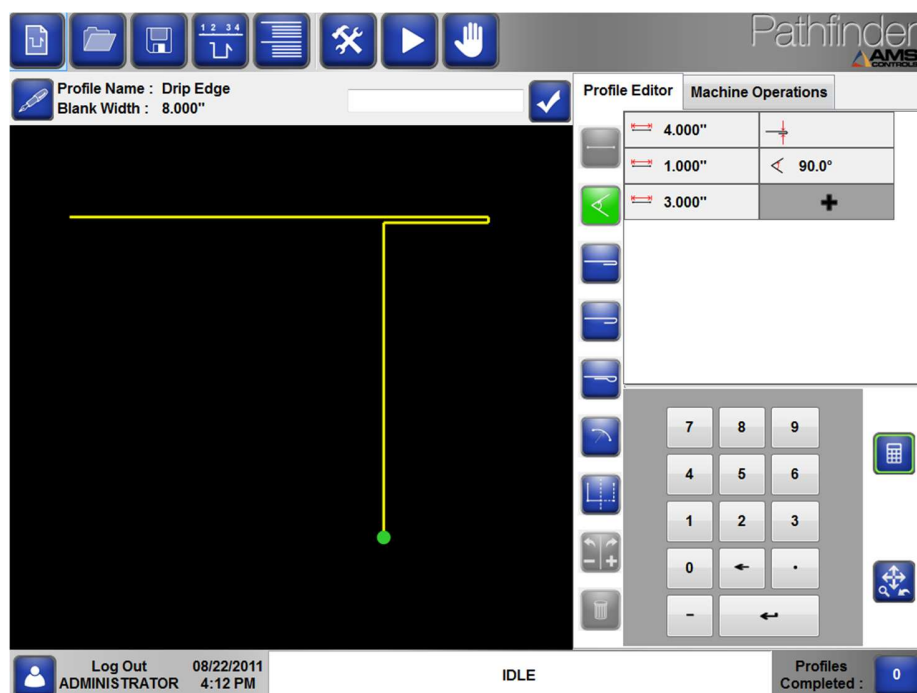 1 2 3 4
Pathfinder
AMS
CONTROLS
Profile Name : Drip Edge
Blank Width : 8.000"
Profile Editor
Machine Operations
4.000"
1.000" 90.0°
3.000"
7 8 9
4 5 6
1 2 3
0 .
-
Log Out 08/22/2011
ADMINISTRATOR 4:12 PM
IDLE
Profiles
Completed : 0